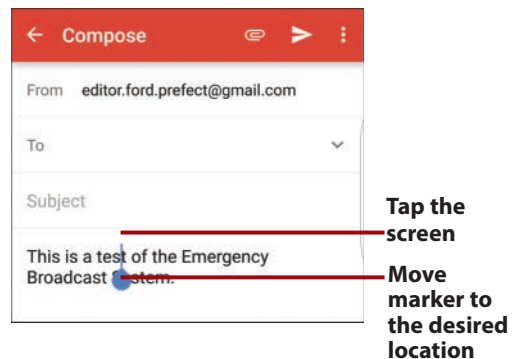 Compose
From editor.ford.prefect@gmail.com
To
Subject
Tap the
screen
This is a test of the Emergency
Broadcast System.
Move
marker to
the desired
location